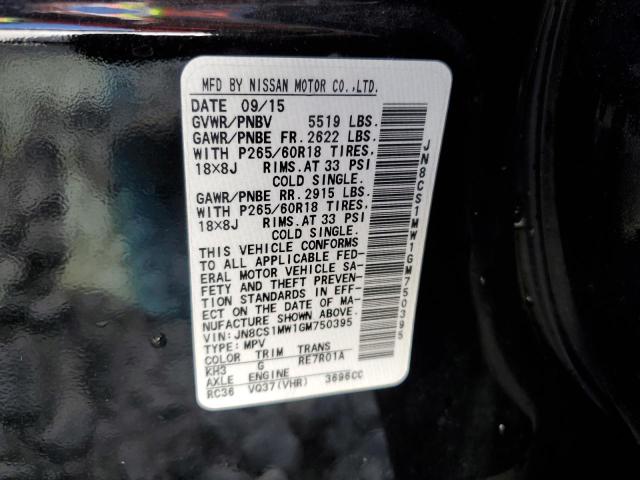 MFD BY NISSAN MOTOR CO.,LTD.
DATE 09/15
GVWR/PNBV 5519 LBS.
GAWR/PNBE FR. 2622 LBS.
WITH P265/60R18 TIRES,
18×8J RIMS. AT 33 PSI
COLD SINGLE.
GAWR/PNBE RR. 2915 LBS.
WITH P265/60R18 TIRES,
18×8J RIMS. AT 33 PSI
COLD SINGLE.
THIS VEHICLE CONFORMS
TO ALL APPLICABLE FED-
ERAL MOTOR VEHICLE SA-
FETY AND THEFT PREVEN-
TION STANDARDS IN EFF-
ECT ON THE DATE OF MA-
NUFACTURE SHOWN ABOVE.
VIN:JN8CS1MW1GM750395
TYPE: MPV
COLOR TRIM TRANS
KH3 G RE7R01A
AXLE ENGINE
RC36 VQ37(VHR) 3696CC
JN8CS1MW1GM750395